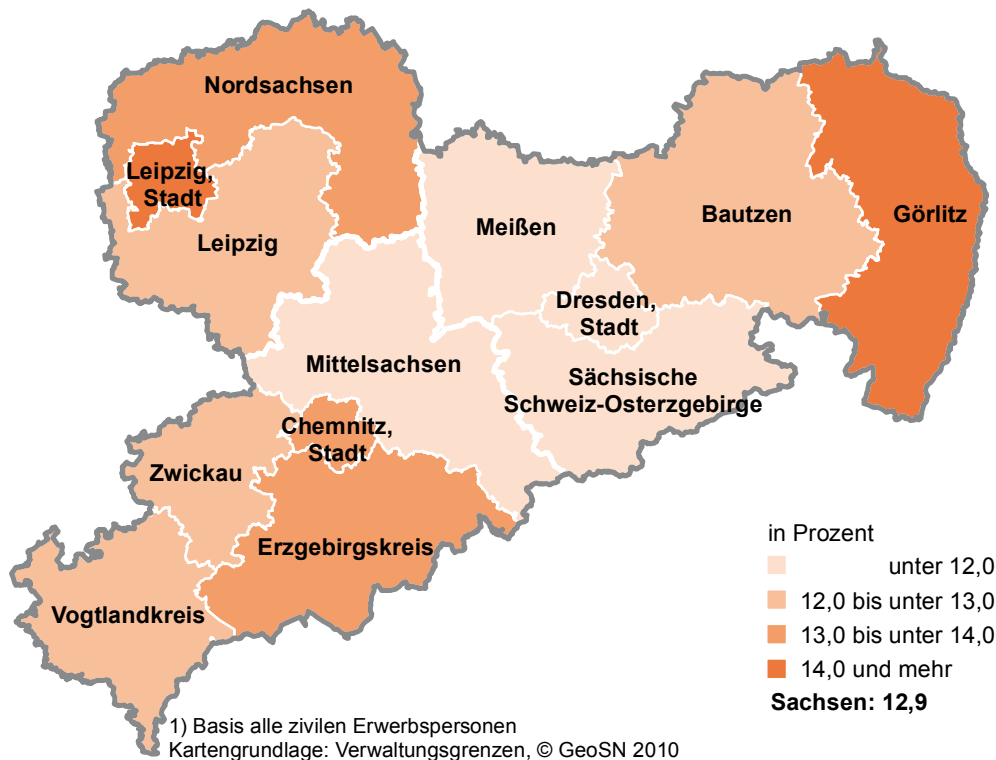 Nordsachsen
Leipzig,
Stadt
Leipzig
Meißen
Bautzen
Görlitz
Dresden,
Stadt
Mittelsachsen
Sächsische
Schweiz-Osterzgebirge
Chemnitz,
Stadt
Zwickau
Erzgebirgskreis
Vogtlandkreis
in Prozent
unter 12,0
12,0 bis unter 13,0
13,0 bis unter 14,0
14,0 und mehr
Sachsen: 12,9
1) Basis alle zivilen Erwerbspersonen
Kartengrundlage: Verwaltungsgrenzen, © GeoSN 2010